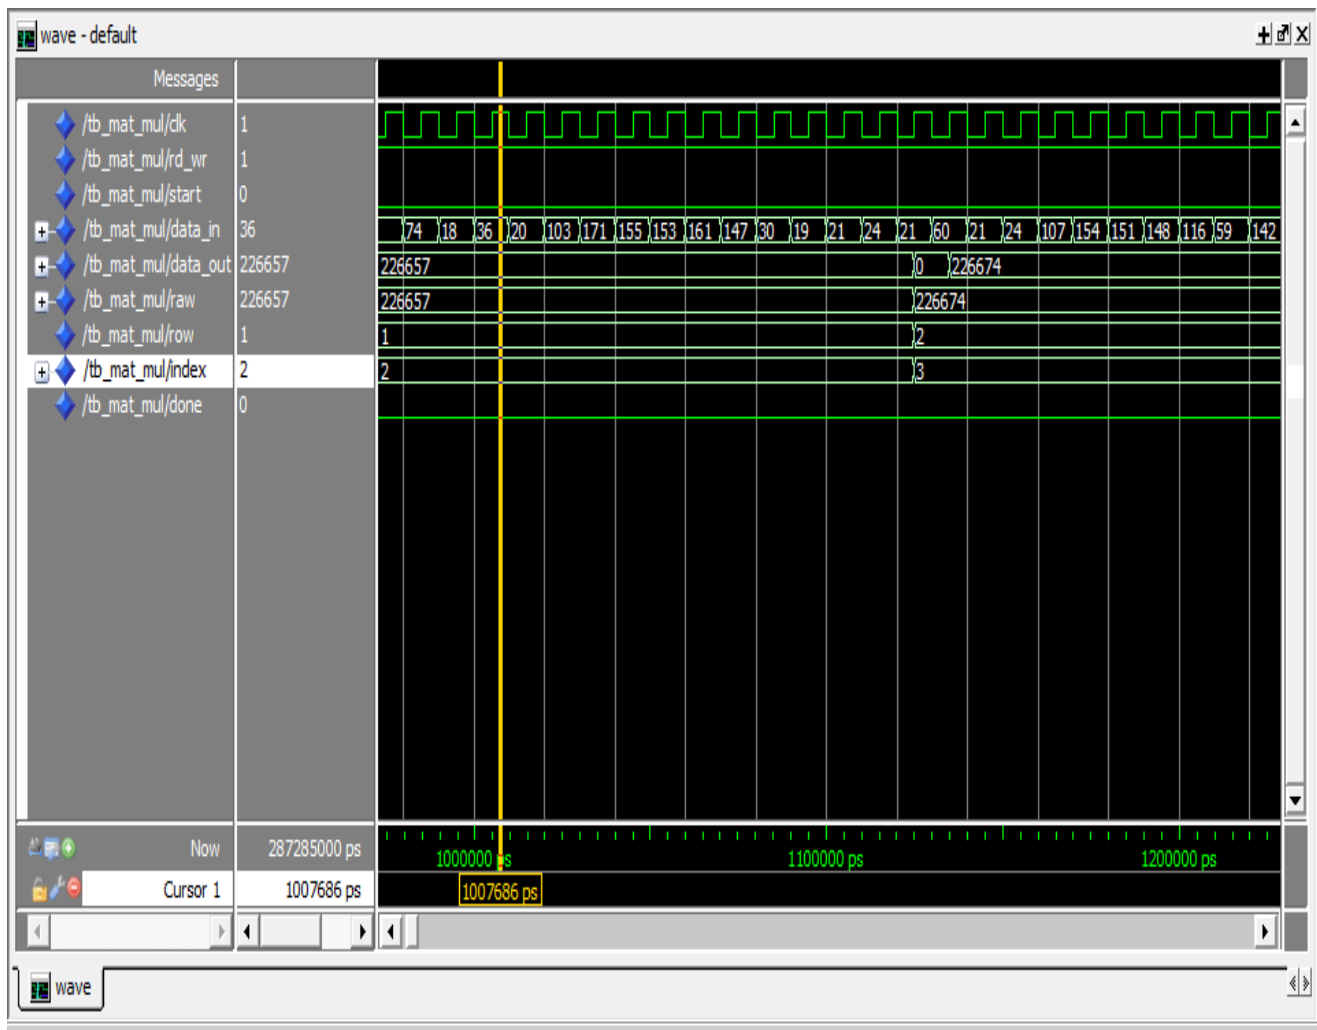 wave - default
Messages
/tb_mat_mul/clk 1
/tb_mat_mul/rd_wr 1
/tb_mat_mul/start 0
/tb_mat_mul/data_in 36 74 18 36 20 103 171 155 153 161 147 30 19 21 24 21 60 21 24 107 154 151 148 116 59 142
/tb_mat_mul/data_out 226657 226657 0 226674
/tb_mat_mul/raw 226657 226657 226674
/tb_mat_mul/row 1 1 2
/tb_mat_mul/index 2 2 3
/tb_mat_mul/done 0
Now 287285000 ps 1000000 ps 1100000 ps 1200000 ps
Cursor 1 1007686 ps 1007686 ps
wave